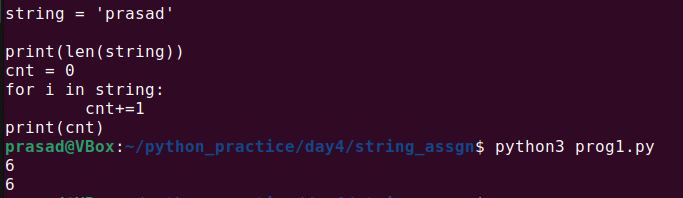 string = 'prasad'
print(len(string))
cnt = 0
for i in string:
        cnt+=1
print(cnt)
prasad@VBox:~/python_practice/day4/string_assgn$ python3 prog1.py
6
6